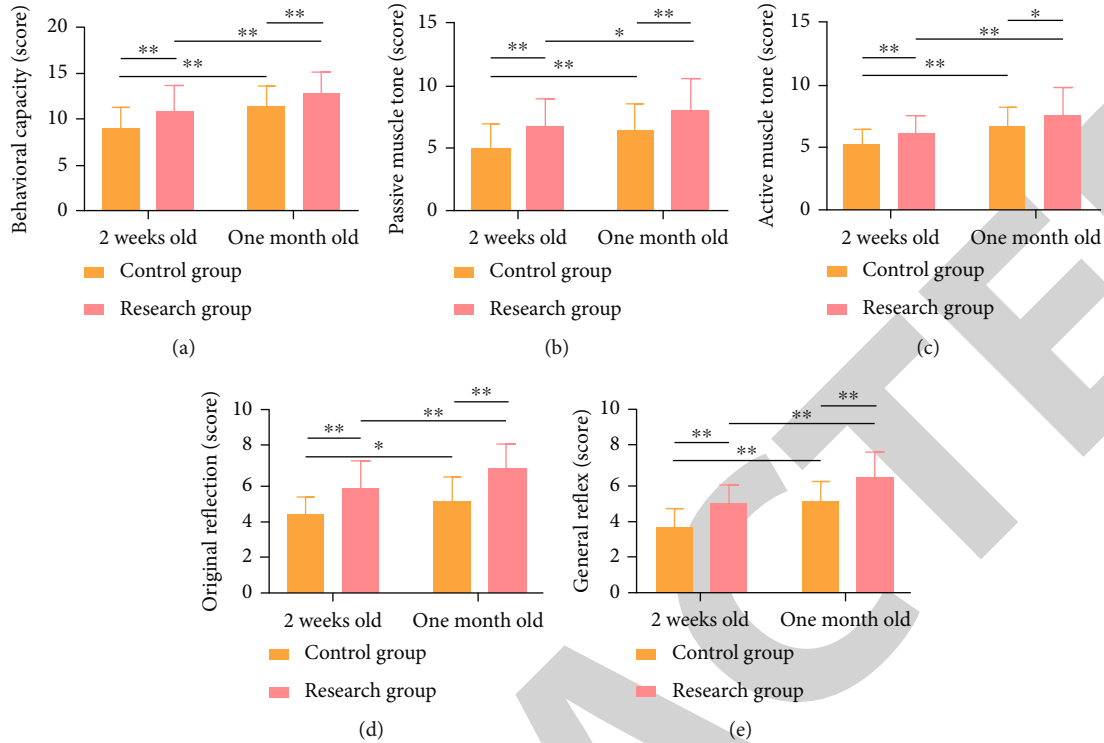 Behavioral capacity (score)
20
15
10
5
0
**
**
**
**
2 weeks old
One month old
Control group
Research group
(a)
Passive muscle tone (score)
15
10
5
0
**
*
**
**
2 weeks old
One month old
Control group
Research group
(b)
Active muscle tone (score)
15
10
5
0
*
**
**
**
2 weeks old
One month old
Control group
Research group
(c)
Original reflection (score)
10
8
6
4
2
0
**
**
**
*
2 weeks old
One month old
Control group
Research group
(d)
General reflex (score)
10
8
6
4
2
0
**
**
**
**
2 weeks old
One month old
Control group
Research group
(e)
ACTE